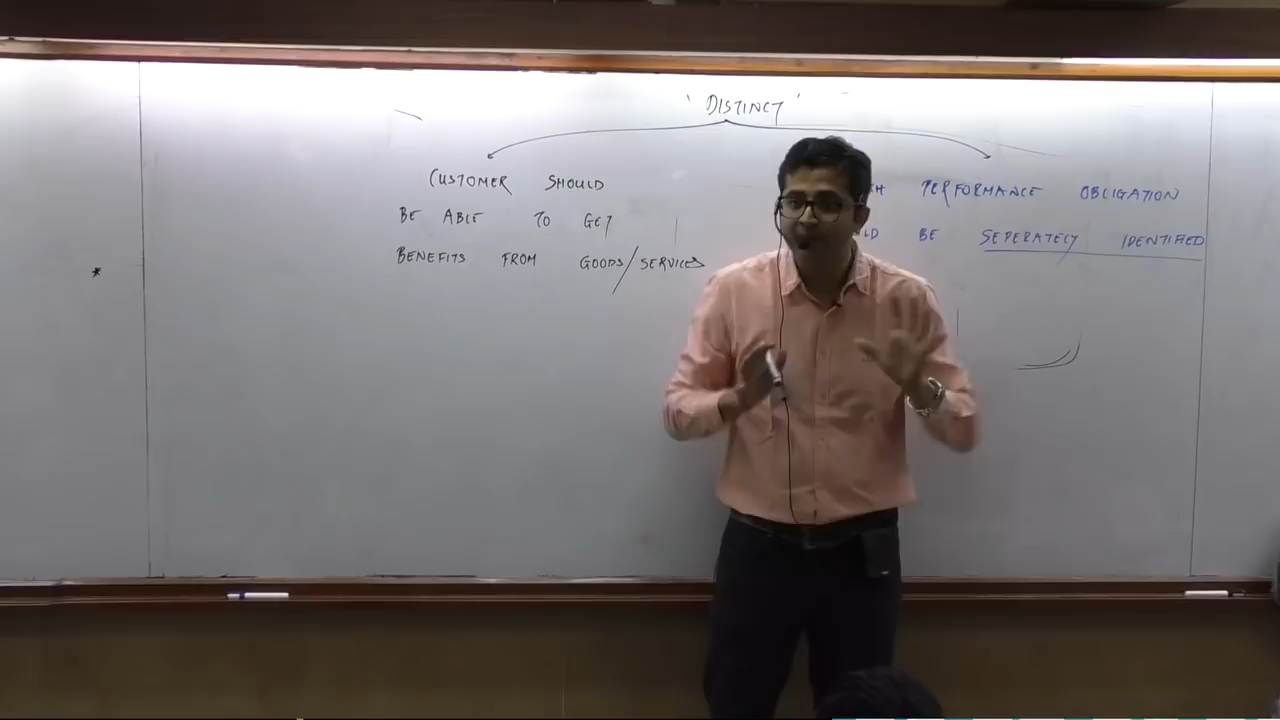 ' DISTINCT '
CUSTOMER SHOULD
BE ABLE TO GET
BENEFITS FROM GOODS/SERVICES
PERFORMANCE OBLIGATION
BE SEPERATELY IDENTIFIED